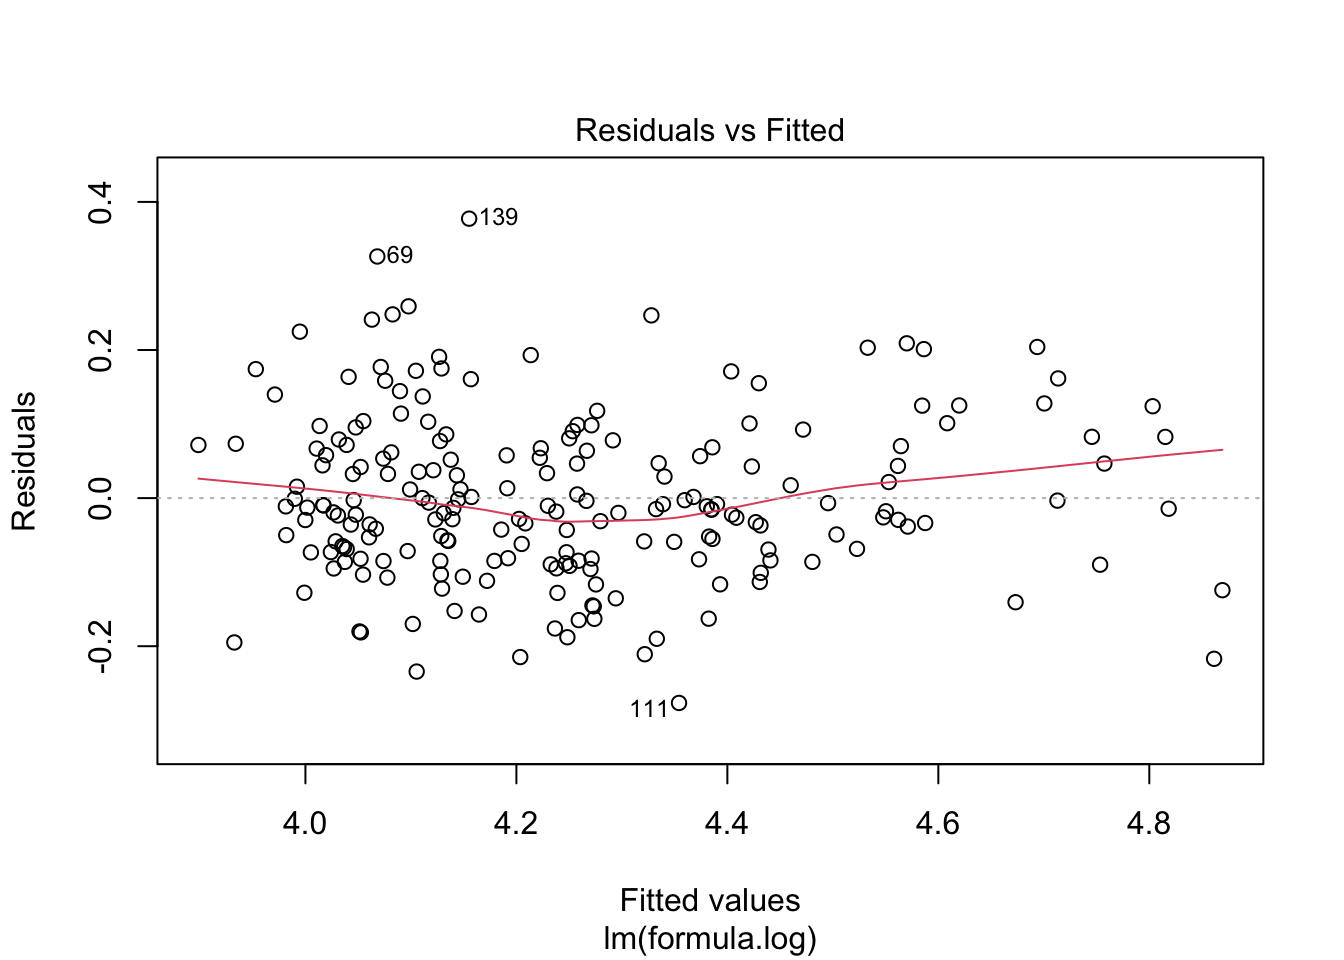 Residuals vs Fitted
Residuals
0.4
0.2
0.0
-0.2
139
69
111
4.0 4.2 4.4 4.6 4.8
Fitted values
lm(formula.log)